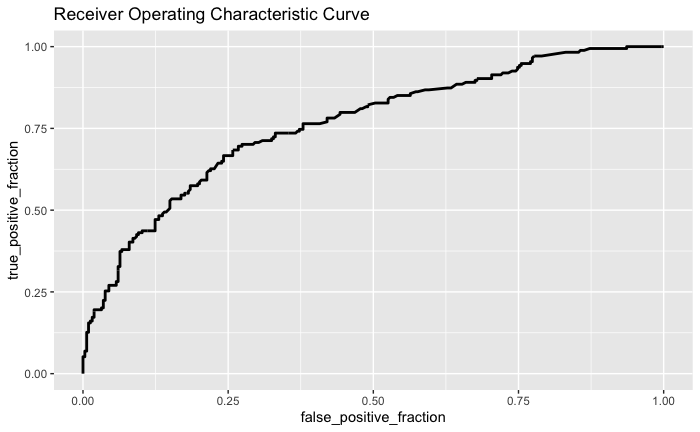 Receiver Operating Characteristic Curve
1.00
0.75
0.50
0.25
0.00
true_positive_fraction
0.00 0.25 0.50 0.75 1.00
false_positive_fraction